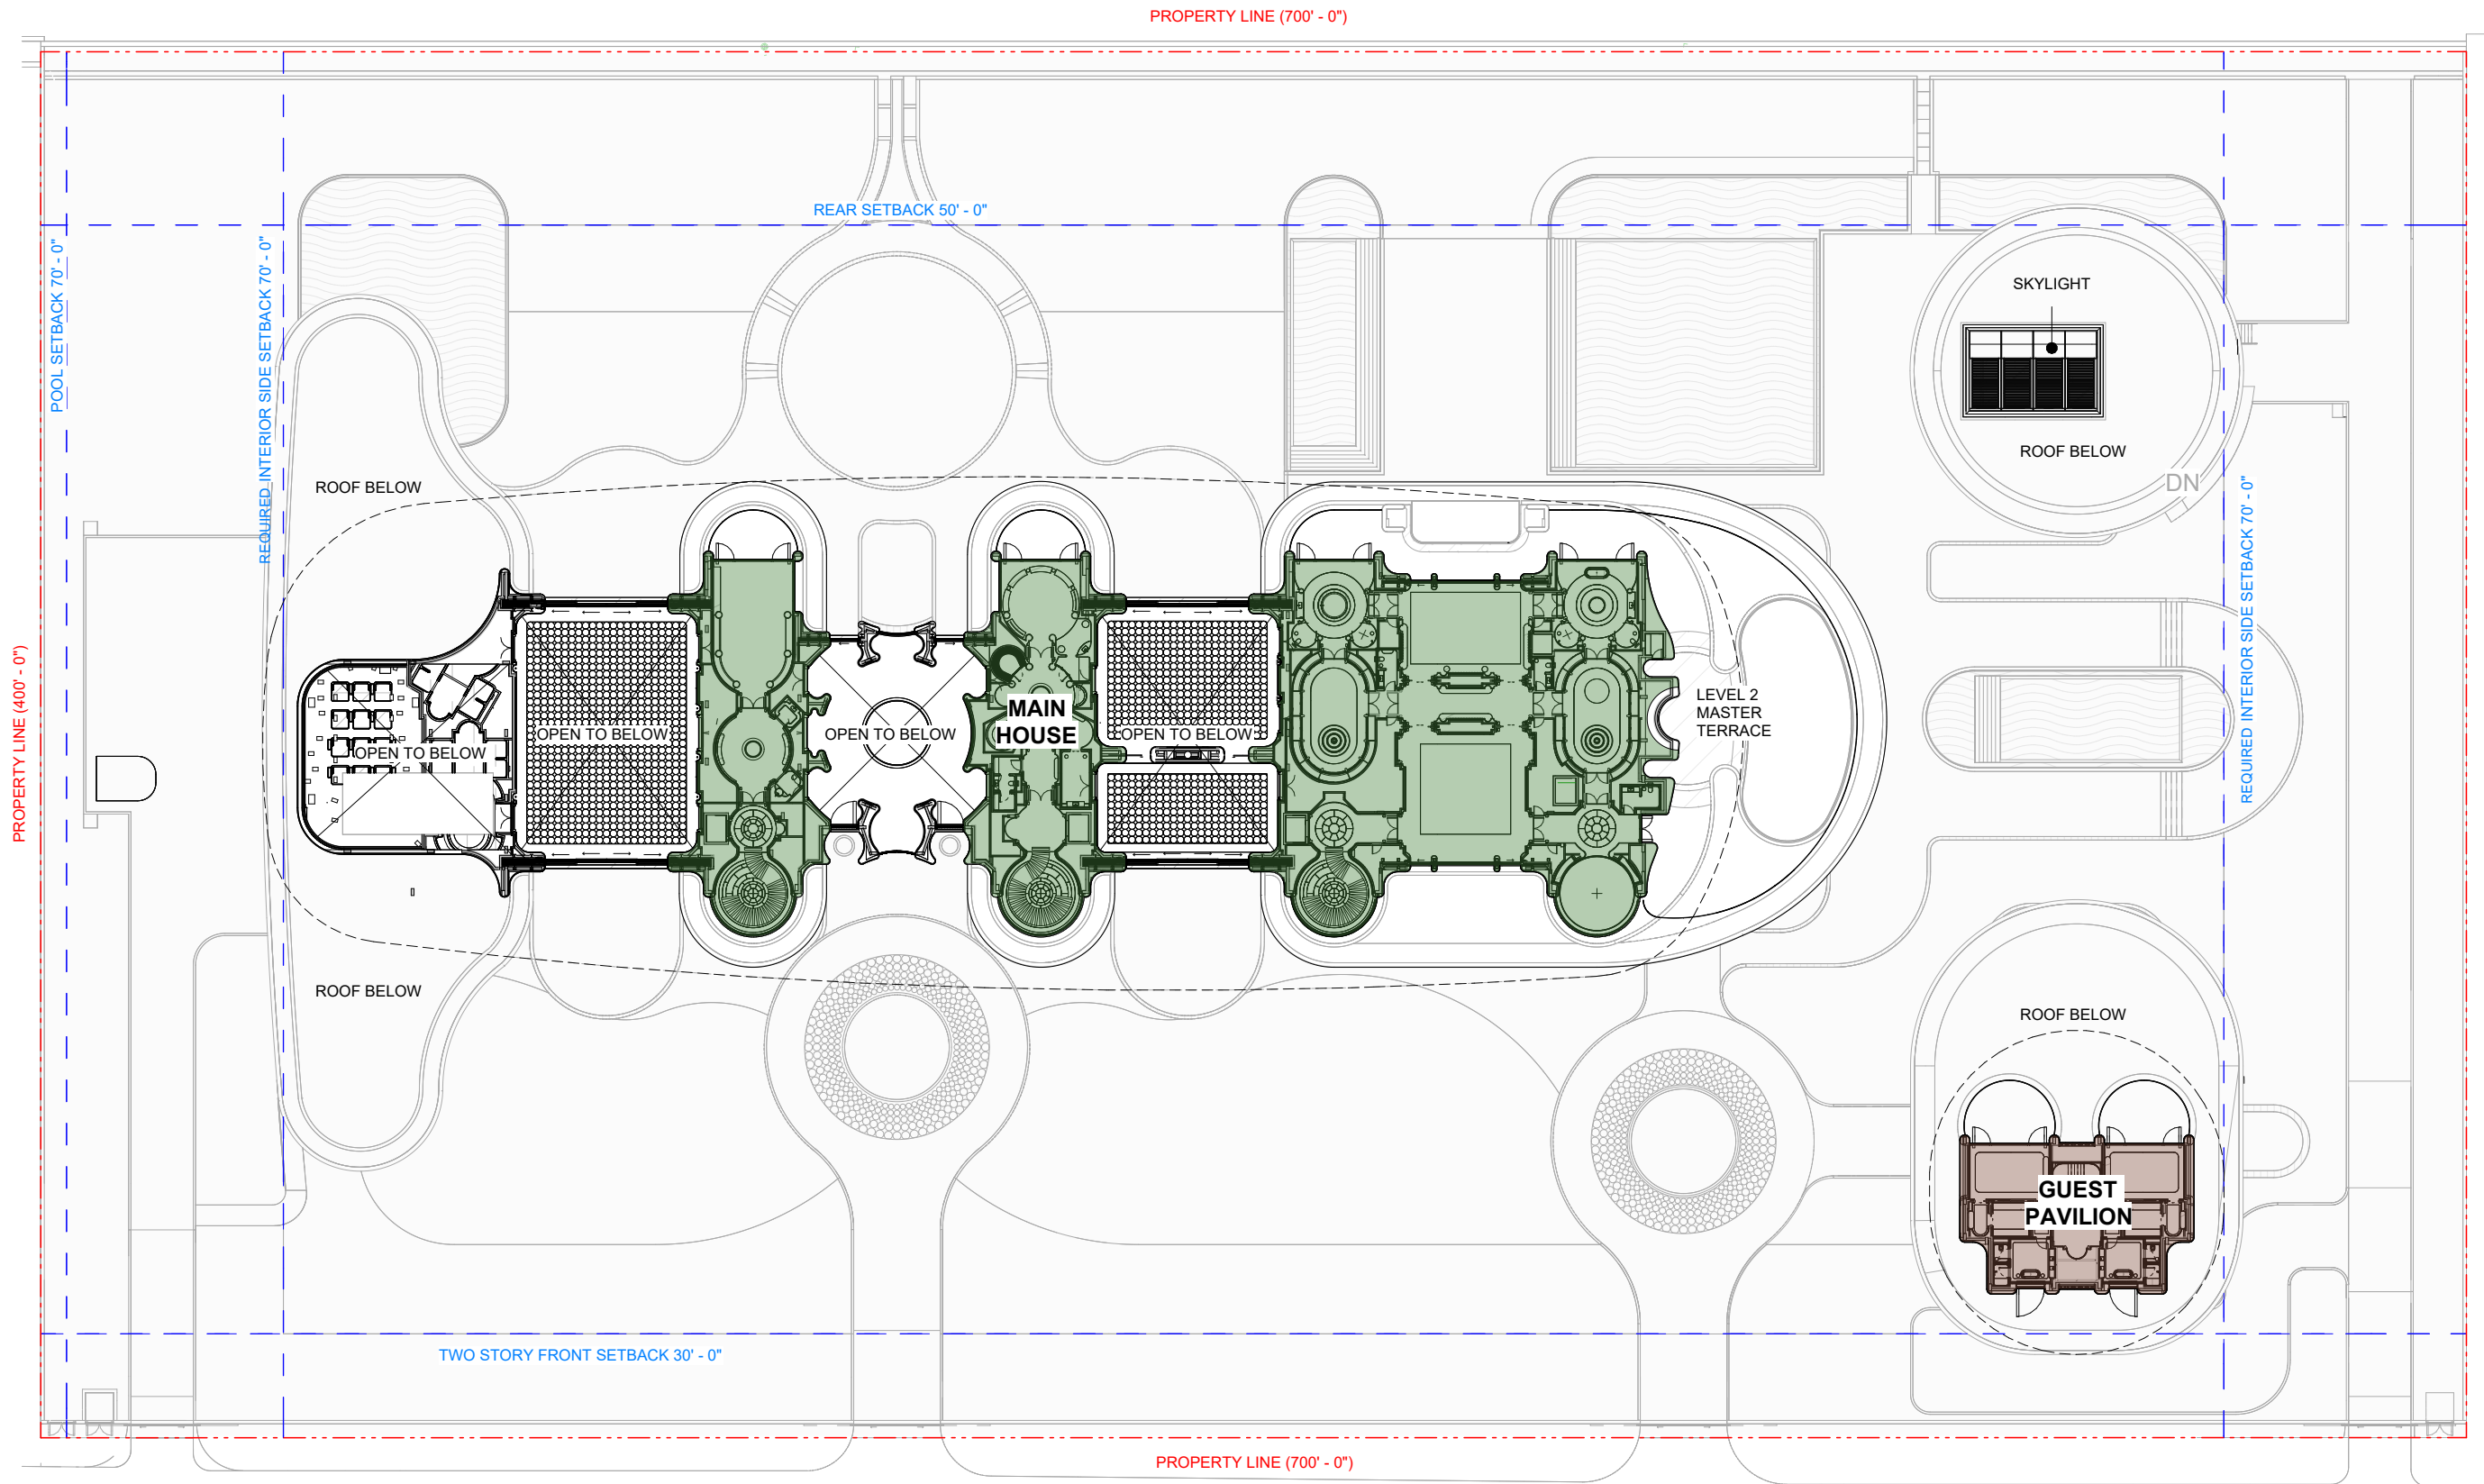 PROPERTY LINE (700' - 0")
REAR SETBACK 50' - 0"
POOL SETBACK 70' - 0"
REQUIRED INTERIOR SIDE SETBACK 70' - 0"
SKYLIGHT
ROOF BELOW
DN
ROOF BELOW
REQUIRED INTERIOR SIDE SETBACK 70' - 0"
PROPERTY LINE (400' - 0")
OPEN TO BELOW
OPEN TO BELOW
OPEN TO BELOW
MAIN
HOUSE
OPEN TO BELOW
LEVEL 2
MASTER
TERRACE
ROOF BELOW
ROOF BELOW
GUEST
PAVILION
TWO STORY FRONT SETBACK 30' - 0"
PROPERTY LINE (700' - 0")